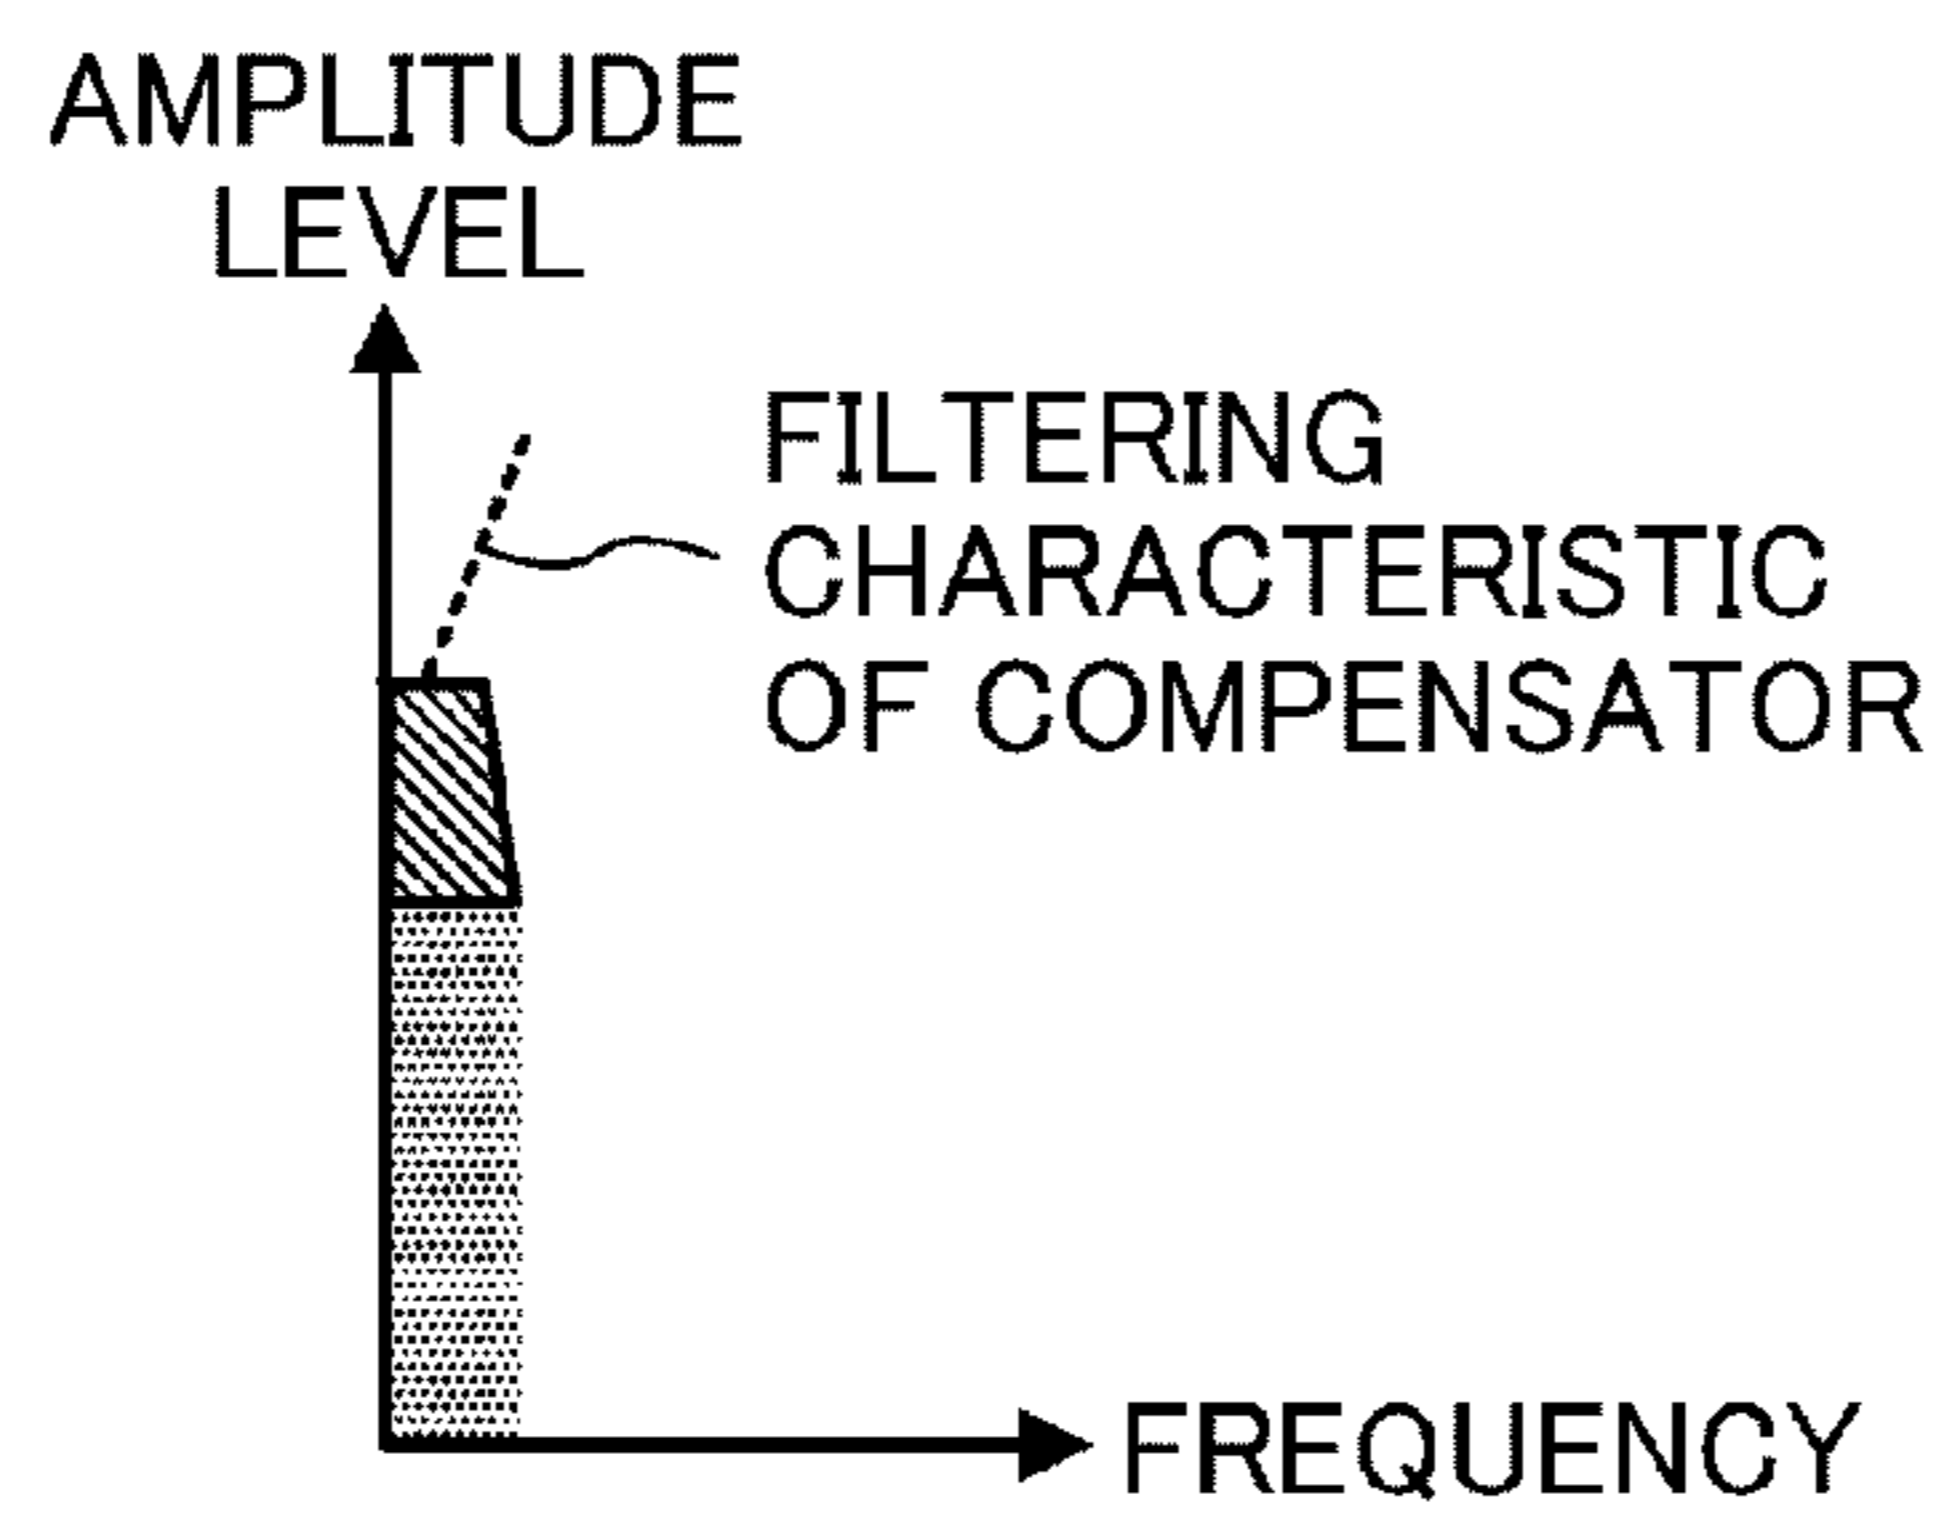 AMPLITUDE
LEVEL
FILTERING
CHARACTERISTIC
OF COMPENSATOR
FREQUENCY